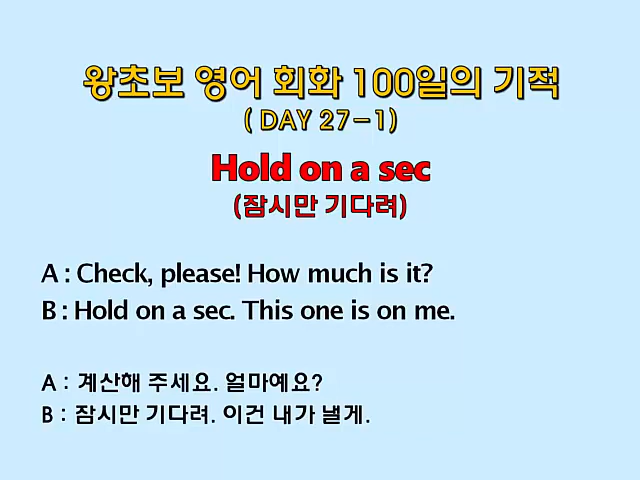 왕초보 영어 회화 100일의 기적
( DAY 27-1)
Hold on a sec
(잠시만 기다려)
A : Check, please! How much is it?
B : Hold on a sec. This one is on me.
A : 계산해 주세요. 얼마예요?
B : 잠시만 기다려. 이건 내가 낼게.